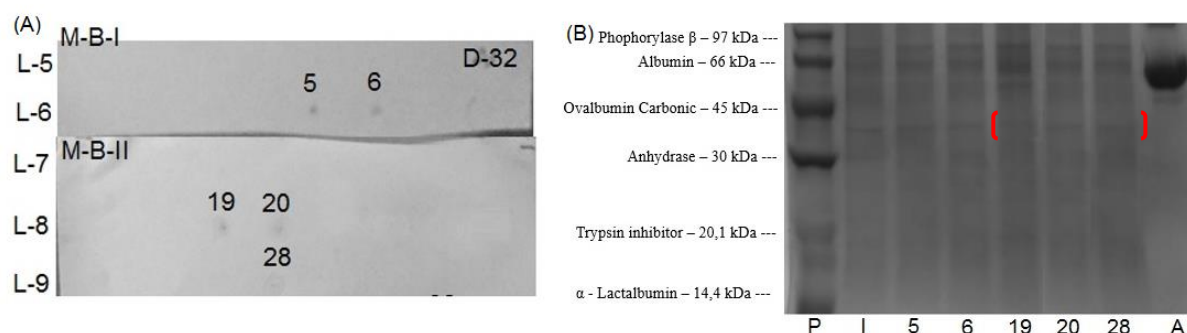 (A)
M-B-I
L-5
D-32
5 6
L-6
M-B-II
L-7
19 20
L-8
28
L-9
(B)
Phophorylase β – 97 kDa ---
Albumin – 66 kDa ---
Ovalbumin Carbonic – 45 kDa ---
Anhydrase – 30 kDa ---
Trypsin inhibitor – 20,1 kDa ---
α - Lactalbumin – 14,4 kDa ---
P I 5 6 19 20 28 A